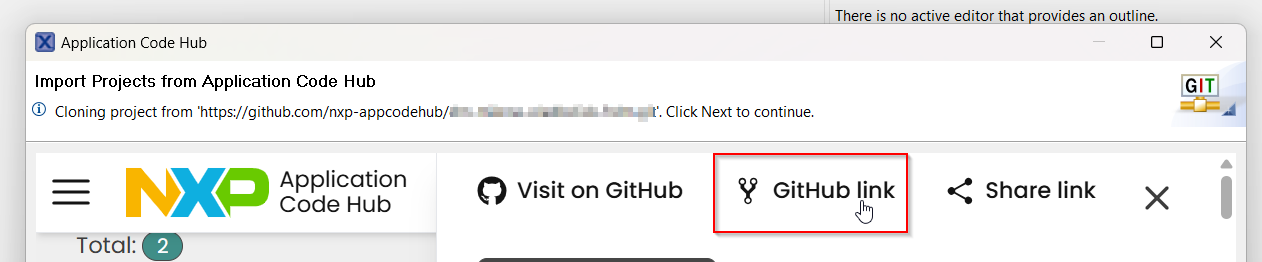 There is no active editor that provides an outline.
Application Code Hub
Import Projects from Application Code Hub
GIT
Cloning project from 'https://github.com/nxp-appcodehub/ t'. Click Next to continue.
NXP Application Code Hub
Visit on GitHub
GitHub link
Share link
Total: 2